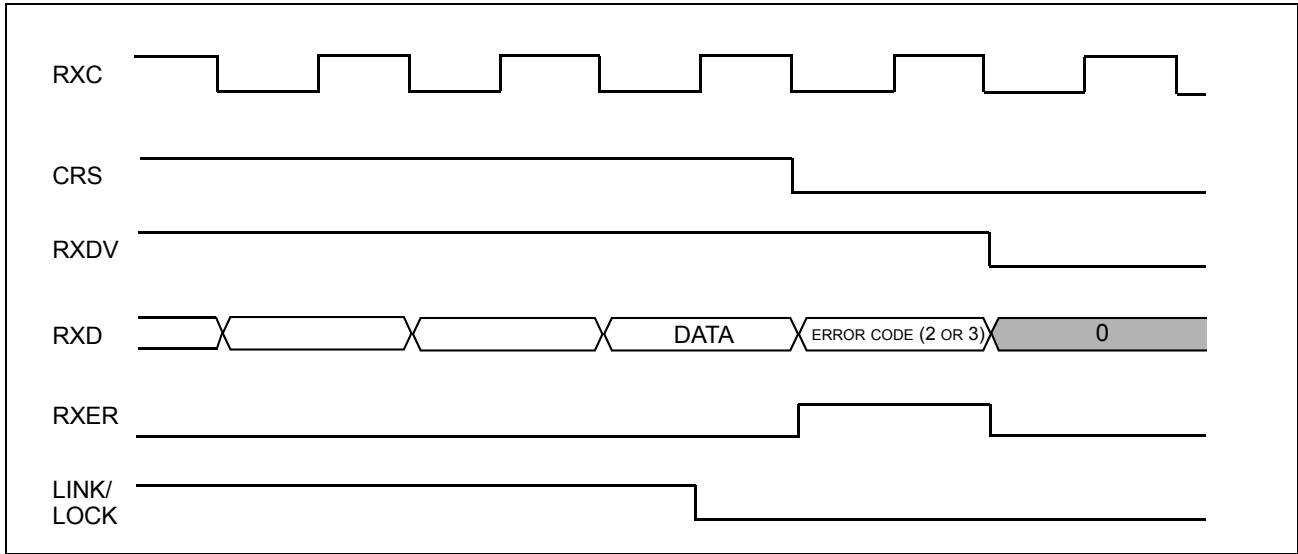 RXC
CRS
RXDV
RXD
DATA
ERROR CODE (2 OR 3)
0
RXER
LINK/
LOCK